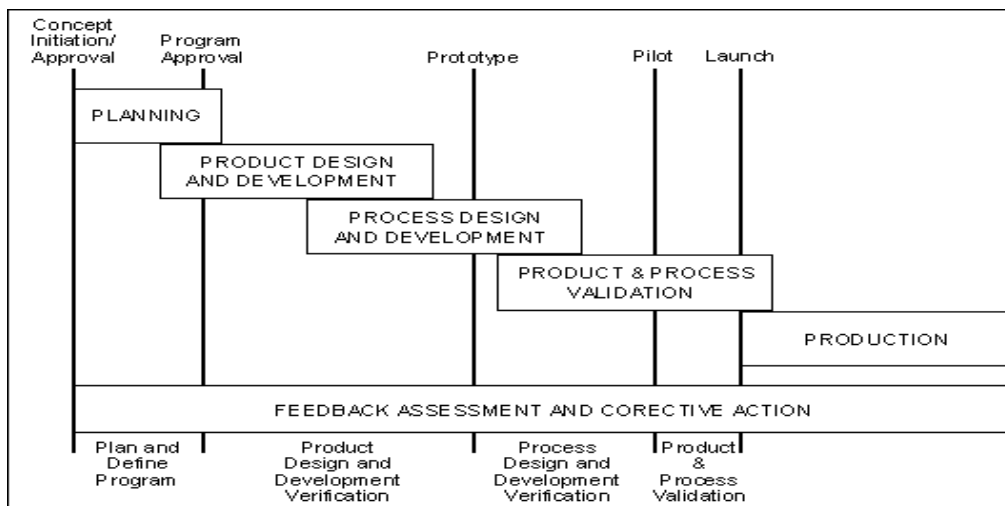 Concept
Initiation/
Approval
Program
Approval
Prototype
Pilot
Launch
PLANNING
PRODUCT DESIGN
AND DEVELOPMENT
PROCESS DESIGN
AND DEVELOPMENT
PRODUCT & PROCESS
VALIDATION
PRODUCTION
FEEDBACK ASSESSMENT AND CORECTIVE ACTION
Plan and
Define
Program
Product
Design and
Development
Verification
Process
Design and
Development
Verification
Product
&
Process
Validation